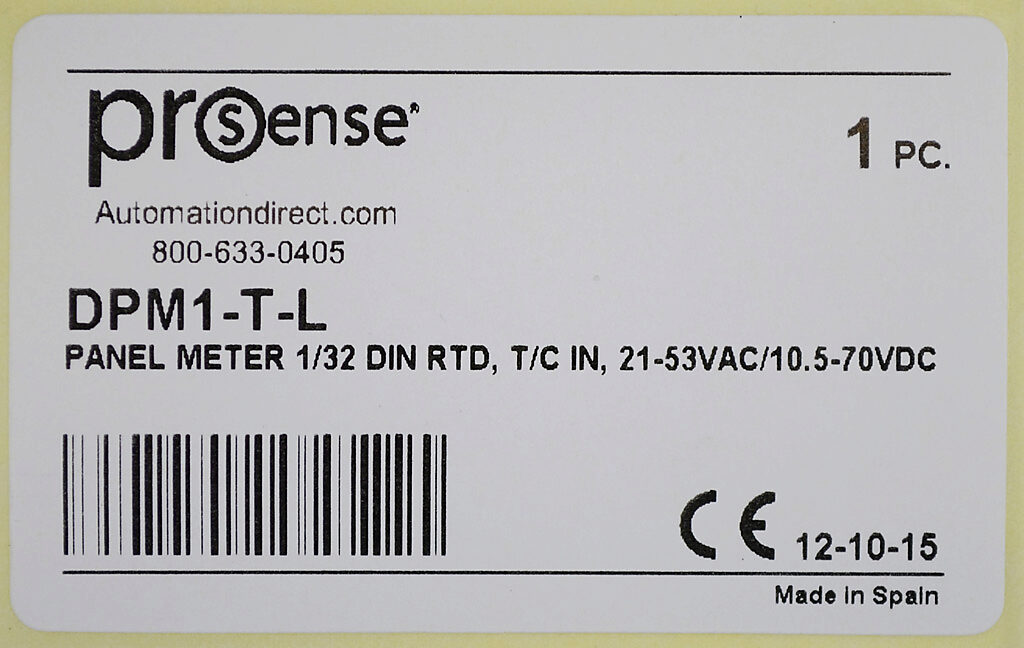 prosense®
1 PC.
Automationdirect.com
800-633-0405
DPM1-T-L
PANEL METER 1/32 DIN RTD, T/C IN, 21-53VAC/10.5-70VDC
CE 12-10-15
Made in Spain